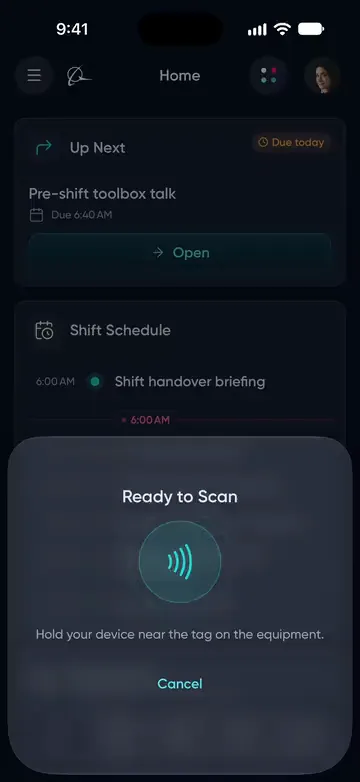 9:41
Home
Up Next
Due today
Pre-shift toolbox talk
Due 6:40 AM
Open
Shift Schedule
6:00 AM
Shift handover briefing
6:00 AM
Ready to Scan
Hold your device near the tag on the equipment.
Cancel